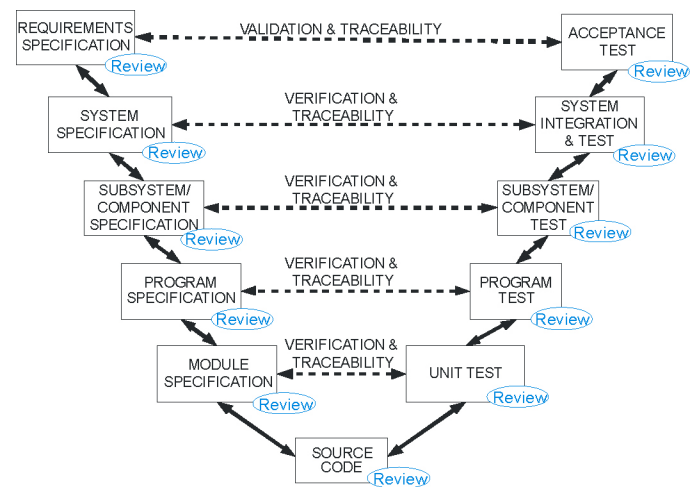 REQUIREMENTS
SPECIFICATION
Review
VALIDATION & TRACEABILITY
ACCEPTANCE
TEST
Review
SYSTEM
SPECIFICATION
Review
VERIFICATION &
TRACEABILITY
SYSTEM
INTEGRATION
& TEST
Review
SUBSYSTEM/
COMPONENT
SPECIFICATION
Review
VERIFICATION &
TRACEABILITY
SUBSYSTEM/
COMPONENT
TEST
Review
PROGRAM
SPECIFICATION
Review
VERIFICATION &
TRACEABILITY
PROGRAM
TEST
Review
MODULE
SPECIFICATION
Review
VERIFICATION &
TRACEABILITY
UNIT TEST
Review
SOURCE
CODE
Review